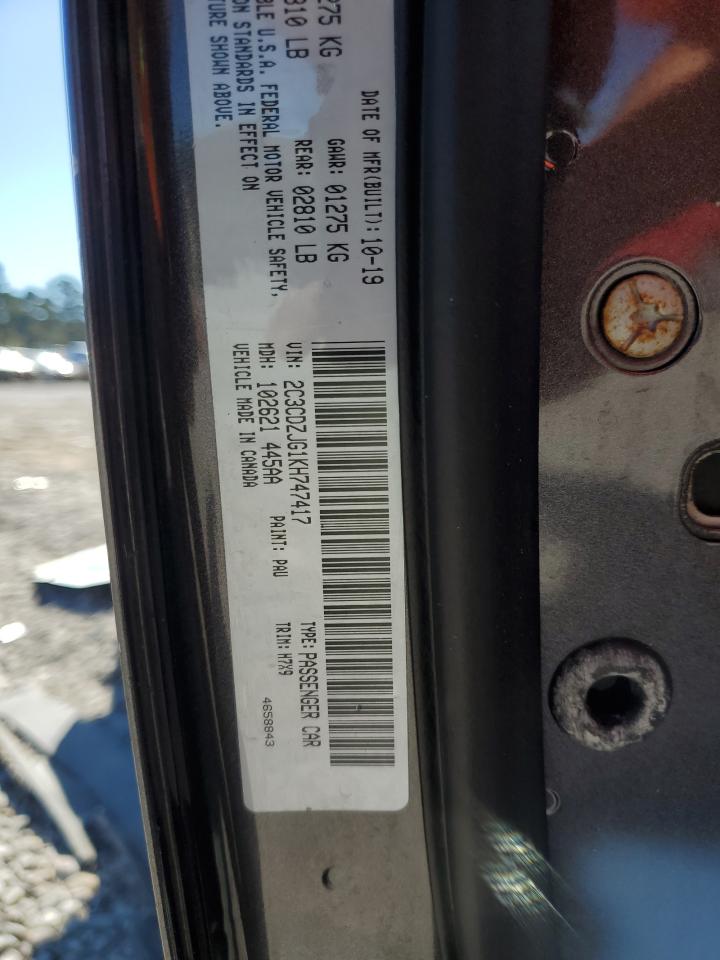 DATE OF MFR(BUILT): 10-19
275 KG GAWR: 01275 KG
810 LB REAR: 02810 LB
BLE U.S.A. FEDERAL MOTOR VEHICLE SAFETY,
ON STANDARDS IN EFFECT ON
TURE SHOWN ABOVE.
VIN: 2C3CDZJG1KH747417 TYPE: PASSENGER CAR
MDH: 102621 445AA PAINT: PAU TRIM: H7X9
VEHICLE MADE IN CANADA
4658843